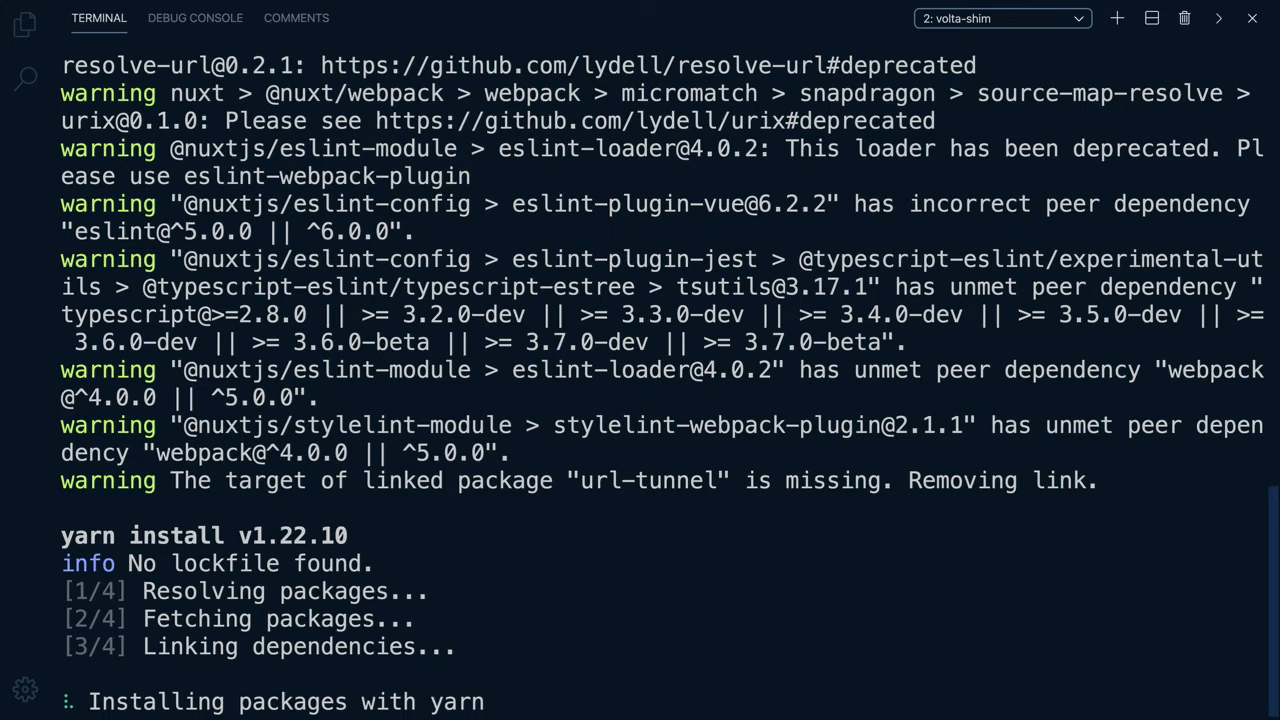 TERMINAL DEBUG CONSOLE COMMENTS 2: volta-shim
resolve-url@0.2.1: https://github.com/lydell/resolve-url#deprecated
warning nuxt > @nuxt/webpack > webpack > micromatch > snapdragon > source-map-resolve >
urix@0.1.0: Please see https://github.com/lydell/urix#deprecated
warning @nuxtjs/eslint-module > eslint-loader@4.0.2: This loader has been deprecated. Pl
ease use eslint-webpack-plugin
warning "@nuxtjs/eslint-config > eslint-plugin-vue@6.2.2" has incorrect peer dependency
"eslint@^5.0.0 || ^6.0.0".
warning "@nuxtjs/eslint-config > eslint-plugin-jest > @typescript-eslint/experimental-ut
ils > @typescript-eslint/typescript-estree > tsutils@3.17.1" has unmet peer dependency "
typescript@>=2.8.0 || >= 3.2.0-dev || >= 3.3.0-dev || >= 3.4.0-dev || >= 3.5.0-dev || >=
3.6.0-dev || >= 3.6.0-beta || >= 3.7.0-dev || >= 3.7.0-beta".
warning "@nuxtjs/eslint-module > eslint-loader@4.0.2" has unmet peer dependency "webpack
@^4.0.0 || ^5.0.0".
warning "@nuxtjs/stylelint-module > stylelint-webpack-plugin@2.1.1" has unmet peer depen
dency "webpack@^4.0.0 || ^5.0.0".
warning The target of linked package "url-tunnel" is missing. Removing link.
yarn install v1.22.10
info No lockfile found.
[1/4] Resolving packages...
[2/4] Fetching packages...
[3/4] Linking dependencies...
Installing packages with yarn